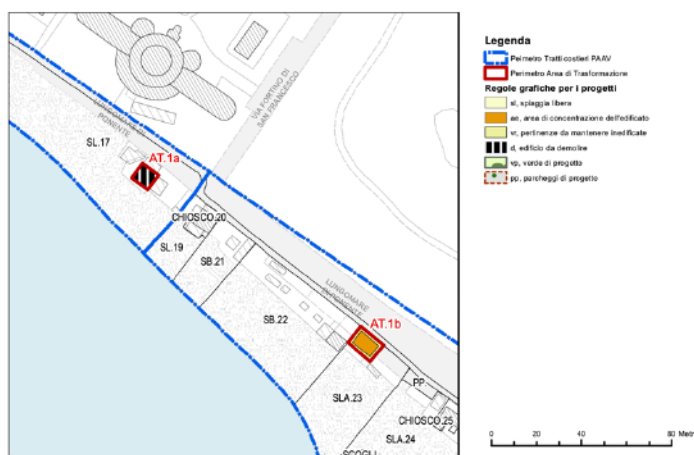 SL.17
AT.1a
LUNGOMARE DI
PONENTE
VIA FORTINO DI
SAN FRANCESCO
CHIOSCO.20
SL.19
SB.21
SB.22
LUNGOMARE
DI PONENTE
AT.1b
SLA.23
PP.
CHIOSCO.25
SLA.24
SCOGLI
Legenda
Perimetro Tratti costieri PAAV
Perimetro Area di Trasformazione
Regole grafiche per i progetti
sl, spiaggia libera
ae, area di concentrazione dell'edificato
vi, pertinenze da mantenere inedificate
d, edificio da demolire
vp, verde di progetto
pp, parcheggi di progetto
0 20 40 60 80 Metri